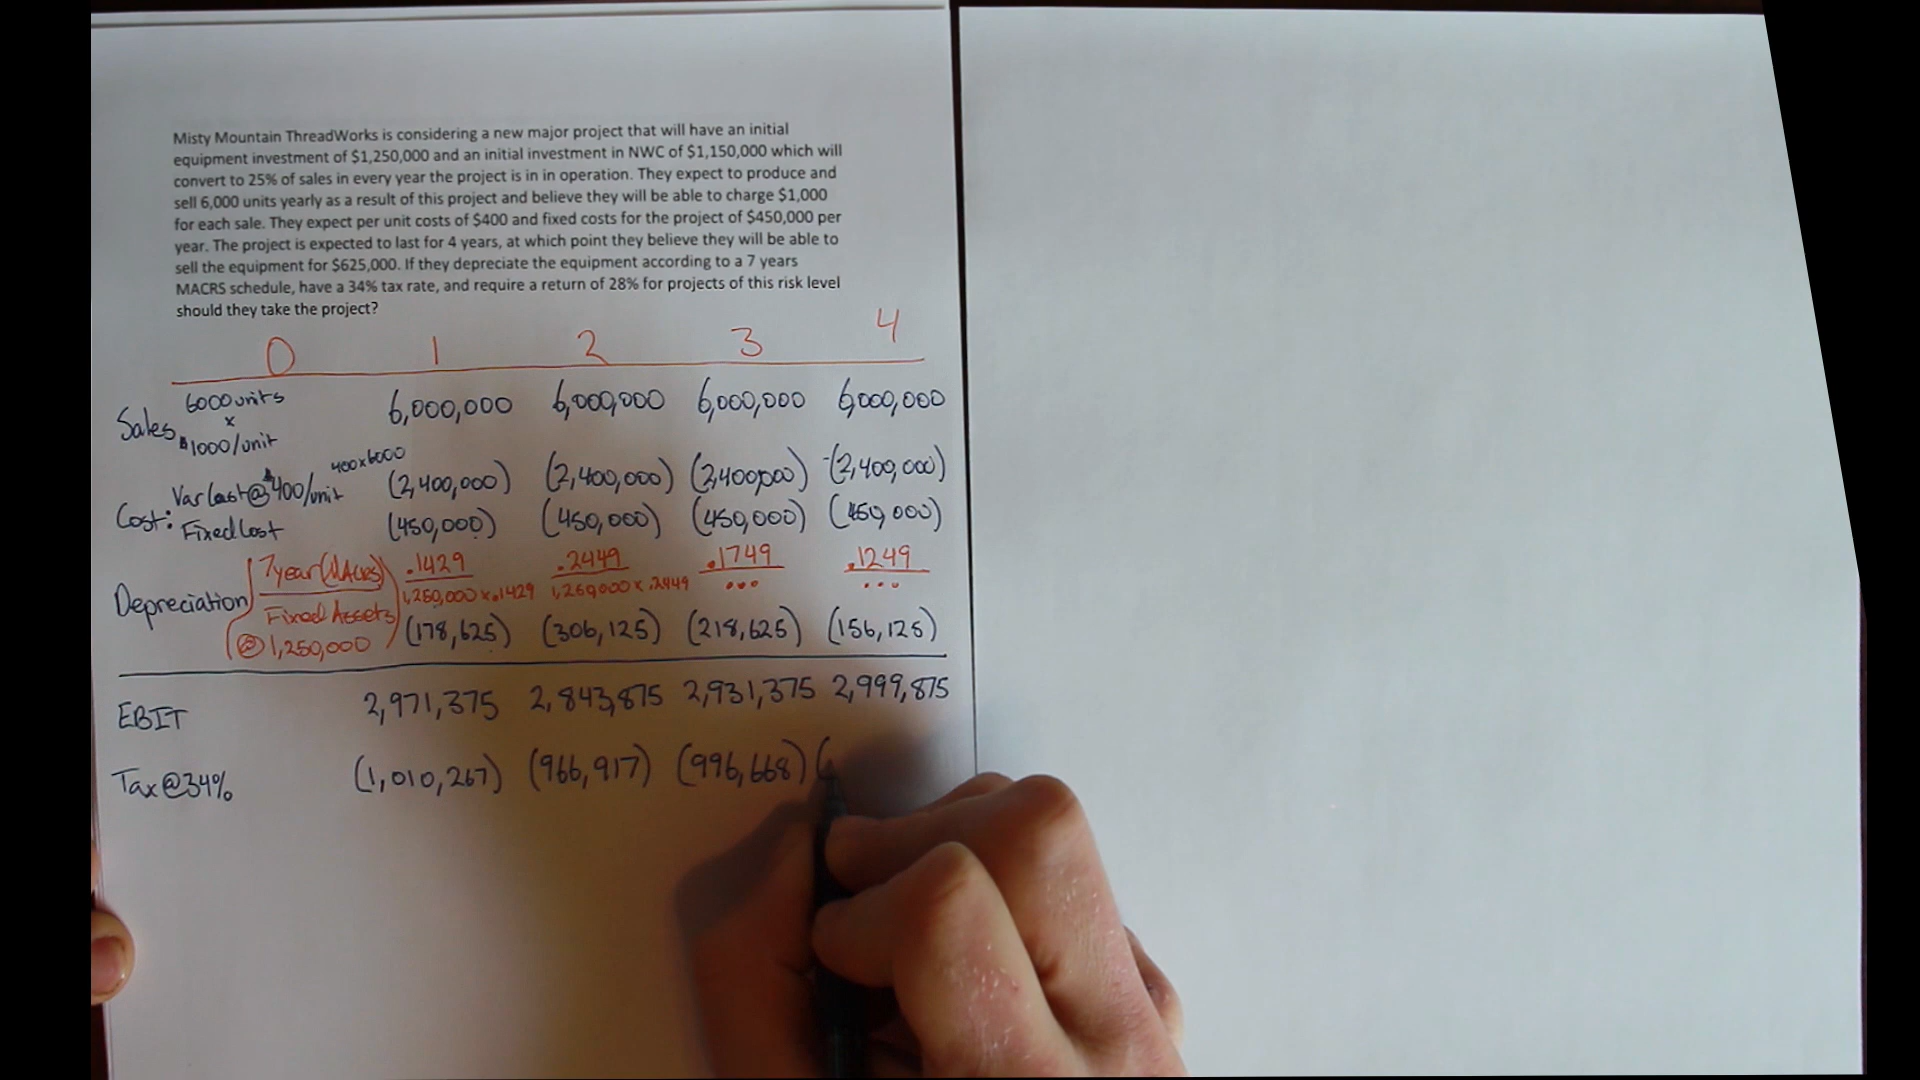 Misty Mountain ThreadWorks is considering a new major project that will have an initial
equipment investment of $1,250,000 and an initial investment in NWC of $1,150,000 which will
convert to 25% of sales in every year the project is in in operation. They expect to produce and
sell 6,000 units yearly as a result of this project and believe they will be able to charge $1,000
for each sale. They expect per unit costs of $400 and fixed costs for the project of $450,000 per
year. The project is expected to last for 4 years, at which point they believe they will be able to
sell the equipment for $625,000. If they depreciate the equipment according to a 7 years
MACRS schedule, have a 34% tax rate, and require a return of 28% for projects of this risk level
should they take the project?
0 1 2 3 4
Sales 6000 units x $1000/unit 6,000,000 6,000,000 6,000,000 6,000,000
400x6000
Cost: Var Cost@$400/unit (2,400,000) (2,400,000) (2,400,000) (2,400,000)
Fixed Cost (450,000) (450,000) (450,000) (450,000)
7 year (MACRS) .1429 .2449 .1749 .1249
Depreciation Fixed Assets 1,250,000 x .1429 1,250,000 x .2449 ... ...
@ 1,250,000 (178,625) (306,125) (218,625) (156,125)
EBIT 2,971,375 2,843,875 2,931,375 2,999,875
Tax@34% (1,010,267) (966,917) (996,668) (